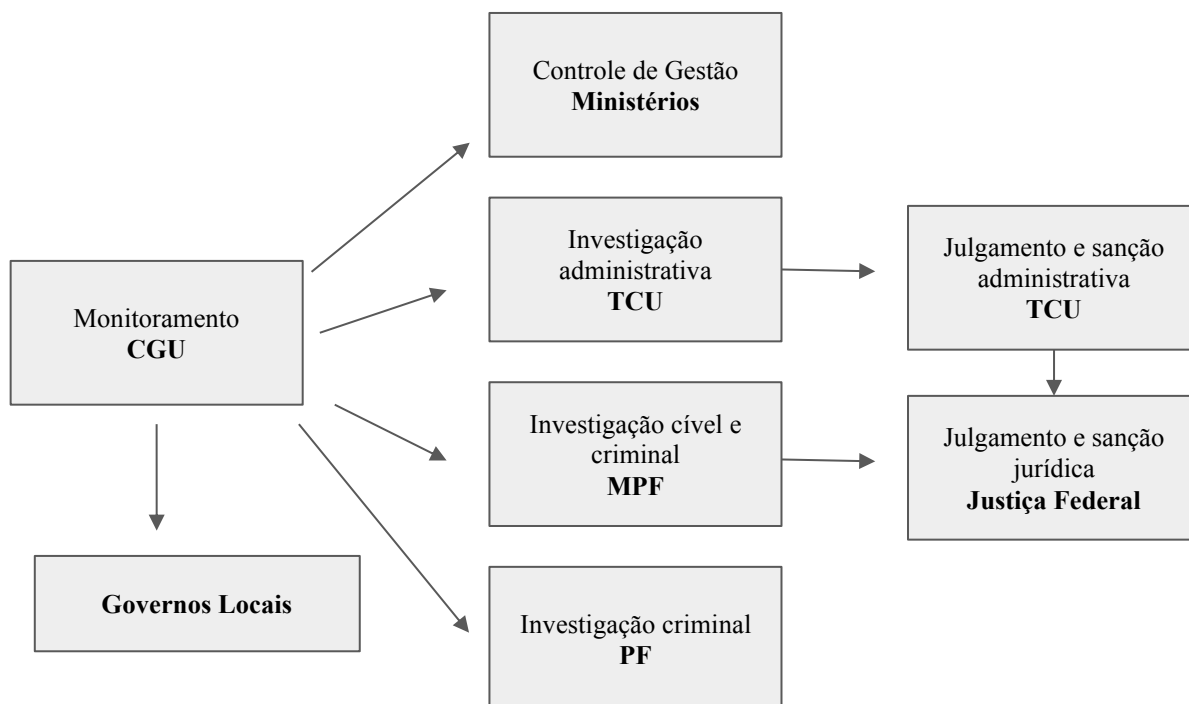 Controle de Gestão
Ministérios
Investigação
administrativa
TCU
Julgamento e sanção
administrativa
TCU
Monitoramento
CGU
Investigação cível e
criminal
MPF
Julgamento e sanção
jurídica
Justiça Federal
Governos Locais
Investigação criminal
PF